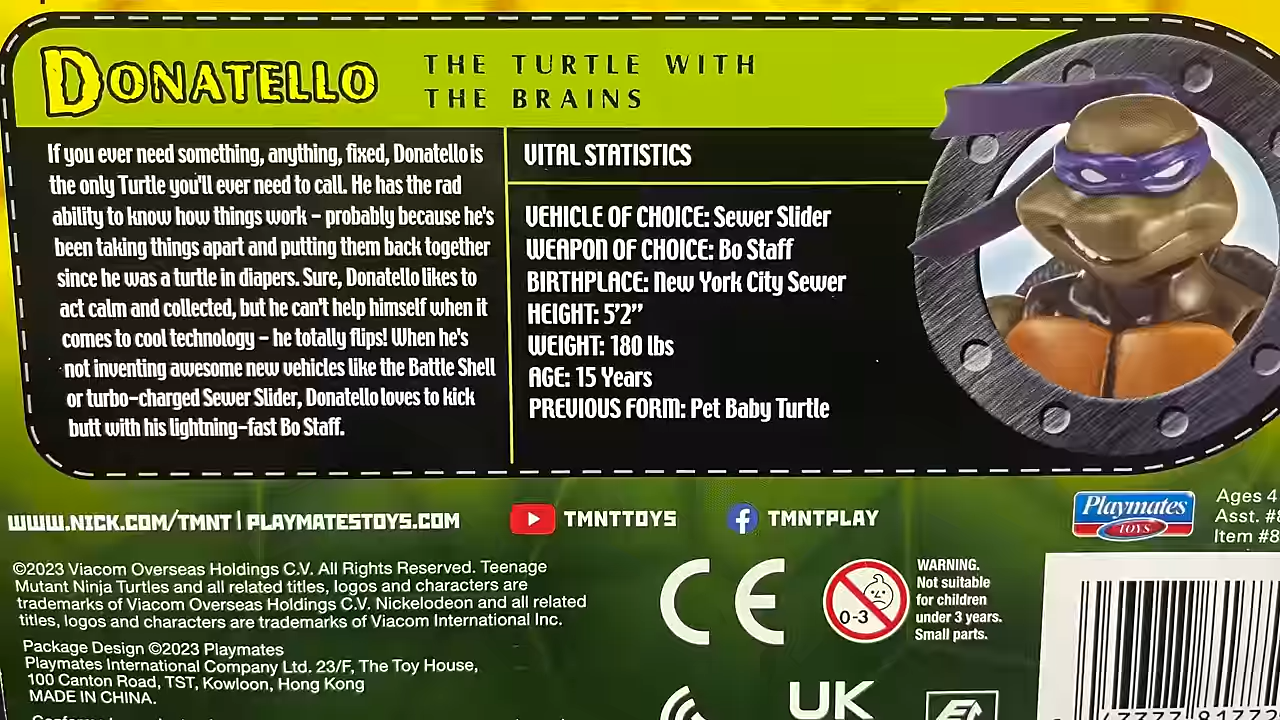 DONATELLO
THE TURTLE WITH
THE BRAINS
If you ever need something, anything, fixed, Donatello is
the only Turtle you'll ever need to call. He has the rad
ability to know how things work – probably because he's
been taking things apart and putting them back together
since he was a turtle in diapers. Sure, Donatello likes to
act calm and collected, but he can't help himself when it
comes to cool technology – he totally flips! When he's
not inventing awesome new vehicles like the Battle Shell
or turbo-charged Sewer Slider, Donatello loves to kick
butt with his lightning-fast Bo Staff.
VITAL STATISTICS
VEHICLE OF CHOICE: Sewer Slider
WEAPON OF CHOICE: Bo Staff
BIRTHPLACE: New York City Sewer
HEIGHT: 5'2"
WEIGHT: 180 lbs
AGE: 15 Years
PREVIOUS FORM: Pet Baby Turtle
WWW.NICK.COM/TMNT | PLAYMATESTOYS.COM
TMNTTOYS
TMNTPLAY
Playmates
TOYS
Ages 4
Asst. #
Item #8
©2023 Viacom Overseas Holdings C.V. All Rights Reserved. Teenage
Mutant Ninja Turtles and all related titles, logos and characters are
trademarks of Viacom Overseas Holdings C.V. Nickelodeon and all related
titles, logos and characters are trademarks of Viacom International Inc.
Package Design ©2023 Playmates
Playmates International Company Ltd. 23/F, The Toy House,
100 Canton Road, TST, Kowloon, Hong Kong
MADE IN CHINA.
CE
0-3
WARNING.
Not suitable
for children
under 3 years.
Small parts.
UK